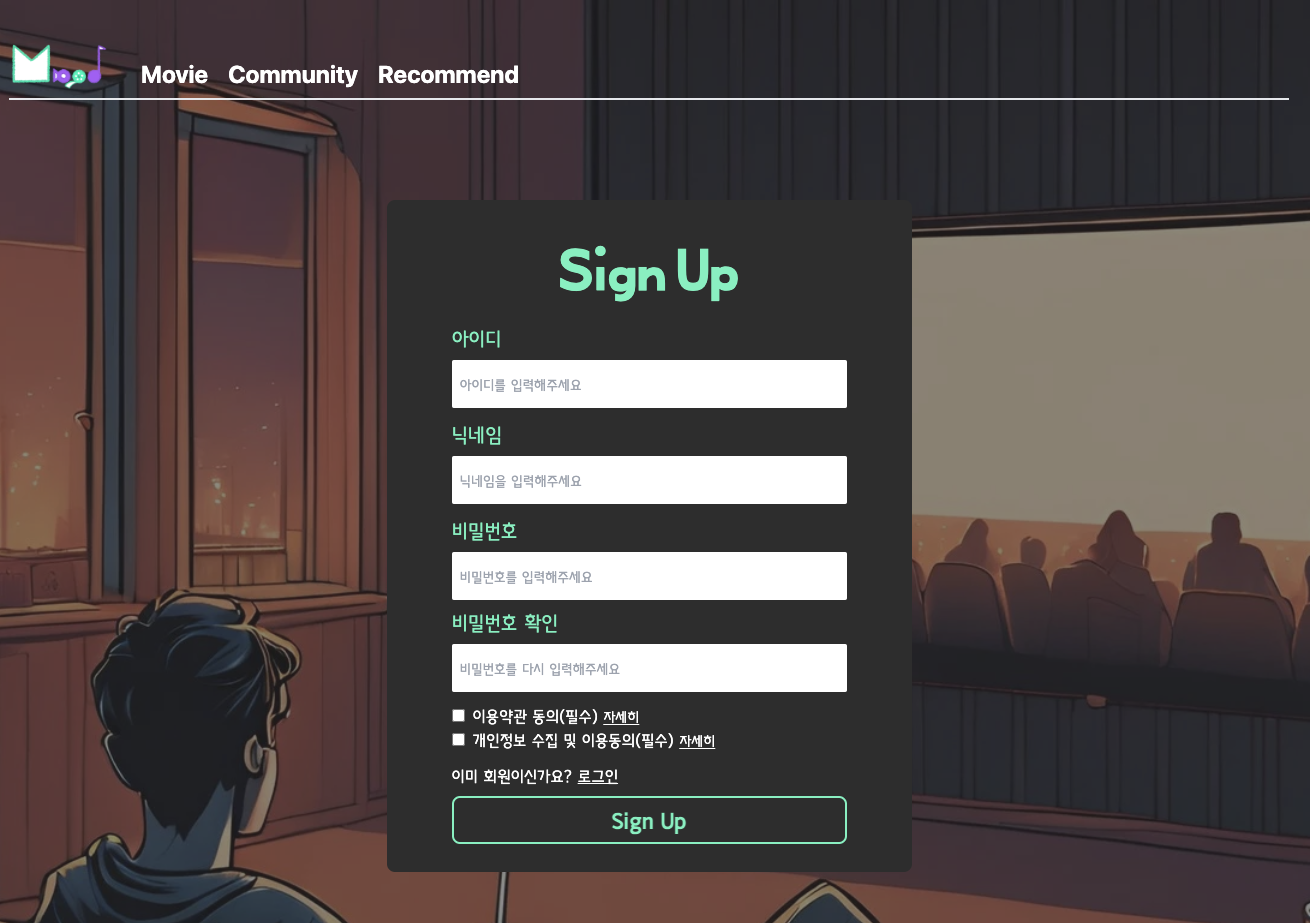 Movie Community Recommend
Sign Up
아이디
아이디를 입력해주세요
닉네임
닉네임을 입력해주세요
비밀번호
비밀번호를 입력해주세요
비밀번호 확인
비밀번호를 다시 입력해주세요
이용약관 동의(필수) 자세히
개인정보 수집 및 이용동의(필수) 자세히
이미 회원이신가요? 로그인
Sign Up